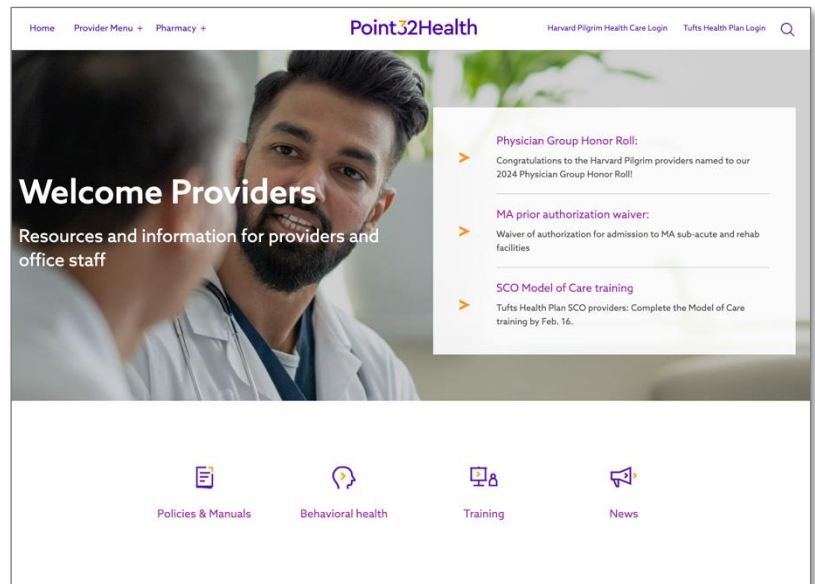 Home Provider Menu + Pharmacy + Point32Health Harvard Pilgrim Health Care Login Tufts Health Plan Login
Welcome Providers
Resources and information for providers and
office staff
Physician Group Honor Roll:
Congratulations to the Harvard Pilgrim providers named to our
2024 Physician Group Honor Roll!
MA prior authorization waiver:
Waiver of authorization for admission to MA sub-acute and rehab
facilities
SCO Model of Care training
Tufts Health Plan SCO providers: Complete the Model of Care
training by Feb. 16.
Policies & Manuals Behavioral health Training News